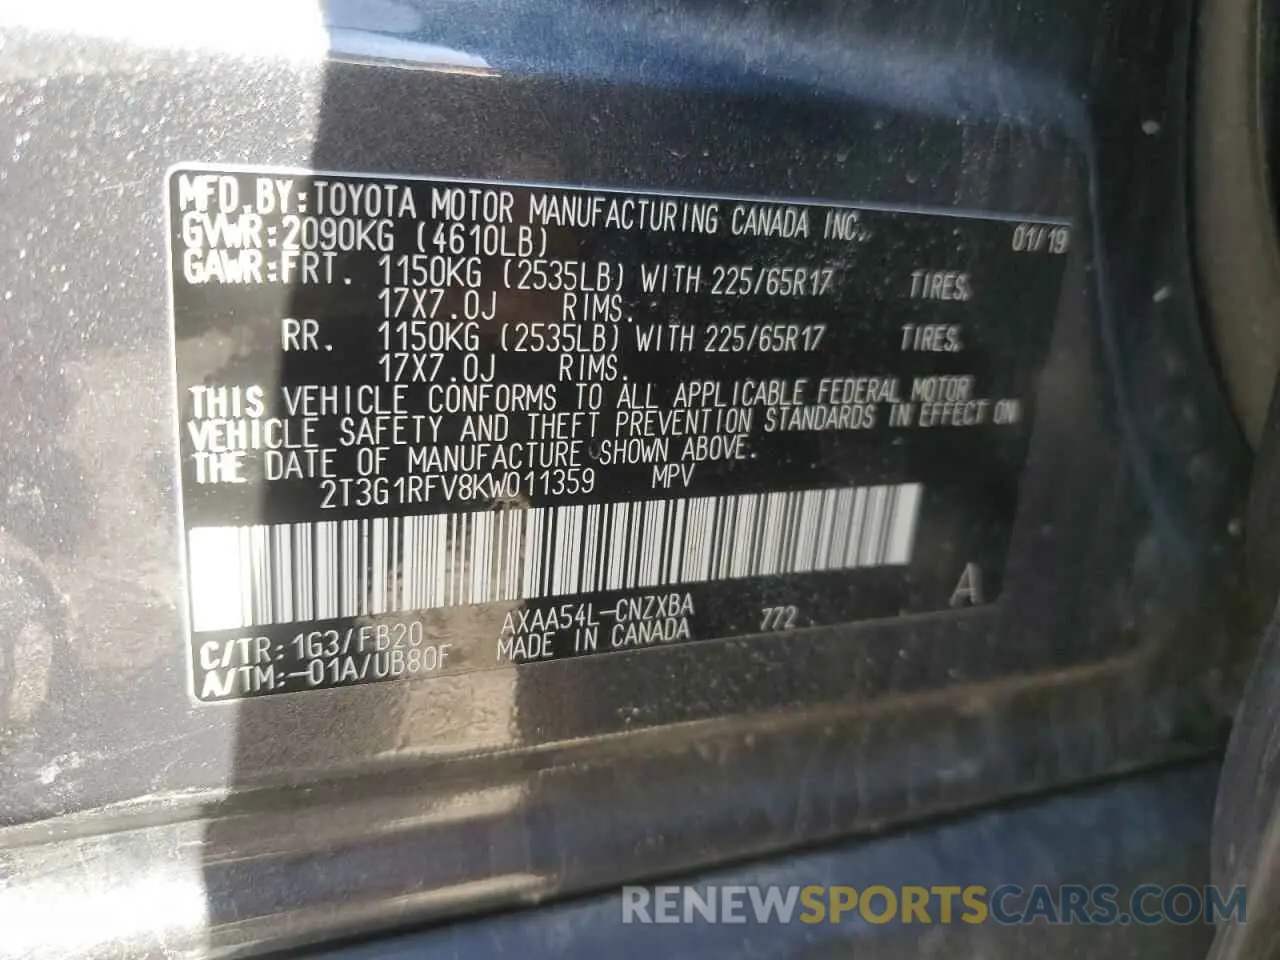 MFD.BY:TOYOTA MOTOR MANUFACTURING CANADA INC. 01/19
GVWR:2090KG (4610LB)
GAWR:FRT. 1150KG (2535LB) WITH 225/65R17 TIRES.
17X7.0J RIMS.
RR. 1150KG (2535LB) WITH 225/65R17 TIRES.
17X7.0J RIMS.
THIS VEHICLE CONFORMS TO ALL APPLICABLE FEDERAL MOTOR
VEHICLE SAFETY AND THEFT PREVENTION STANDARDS IN EFFECT ON
THE DATE OF MANUFACTURE SHOWN ABOVE.
2T3G1RFV8KW011359 MPV
A
C/TR:1G3/FB20 AXAA54L-CNZXBA 772
A/TM:-01A/UB80F MADE IN CANADA
RENEWSPORTSCARS.COM